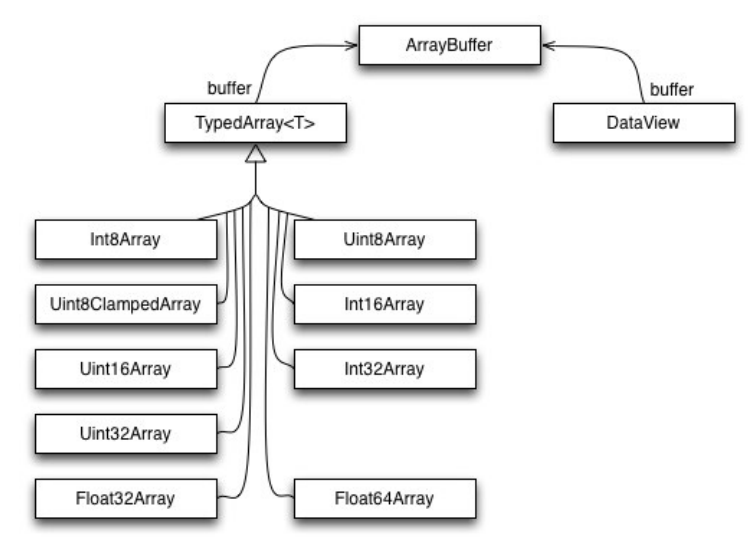 ArrayBuffer
buffer
buffer
TypedArray<T>
DataView
Int8Array
Uint8Array
Uint8ClampedArray
Int16Array
Uint16Array
Int32Array
Uint32Array
Float32Array
Float64Array